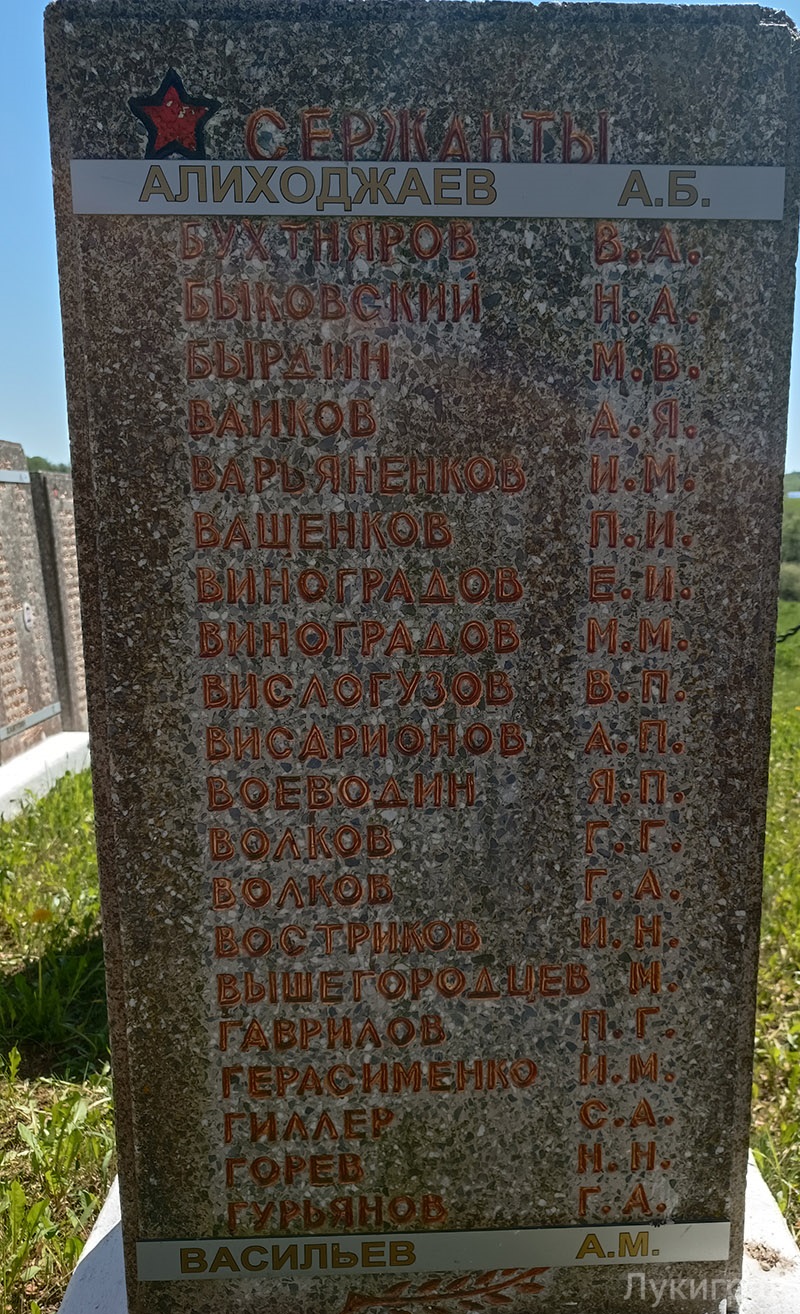 СЕРЖАНТЫ
АЛИХОДЖАЕВ А.Б.
БУХТНЯРОВ В.А.
БЫКОВСКИЙ Н.А.
БЫРДИН М.В.
ВАИКОВ А.Я.
ВАРЬЯНЕНКОВ И.М.
ВАЩЕНКОВ П.И.
ВИНОГРАДОВ Е.И.
ВИНОГРАДОВ М.М.
ВИСЛОГУЗОВ В.П.
ВИСАРИОНОВ А.П.
ВОЕВОДИН Я.П.
ВОЛКОВ Г.Г.
ВОЛКОВ Г.А.
ВОСТРИКОВ И.Н.
ВЫШЕГОРОДЦЕВ М.
ГАВРИЛОВ П.Г.
ГЕРАСИМЕНКО И.М.
ГИЛЛЕР С.А.
ГОРЕВ Н.Н.
ГУРЬЯНОВ Г.А.
ВАСИЛЬЕВ А.М.